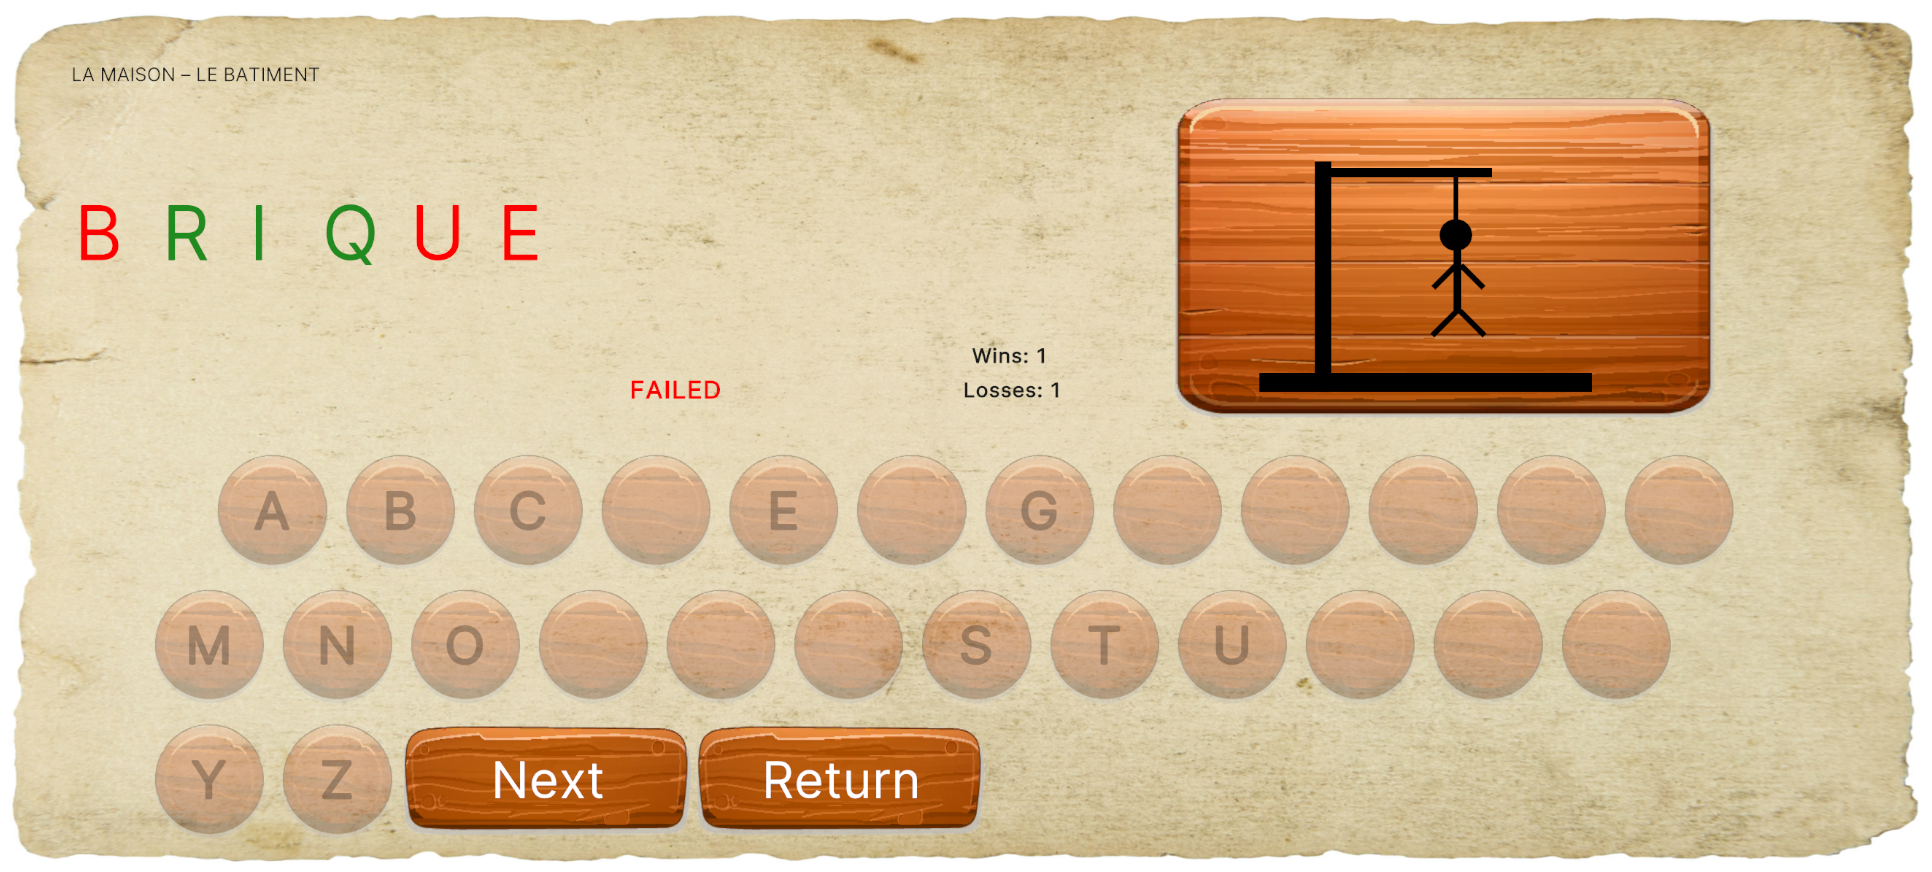 LA MAISON – LE BATIMENT
B R I Q U E
Wins: 1
FAILED
Losses: 1
A B C E G
M N O S T U
Y Z Next Return